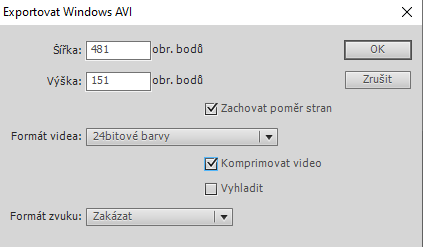 Exportovat Windows AVI
Šířka: 481 obr. bodů OK
Výška: 151 obr. bodů Zrušit
Zachovat poměr stran
Formát videa: 24bitové barvy
Komprimovat video
Vyhladit
Formát zvuku: Zakázat